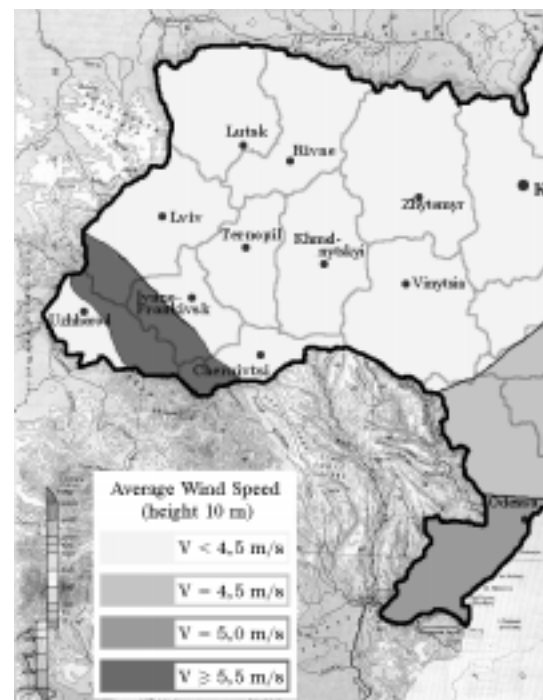 Lutsk
Rivne
Zhytomyr
K
Lviv
Ternopil
Khmel-
nytskyi
Vinytsia
Ivano-
Frankivsk
Uzhhorod
Chernivtsi
Odessa
Average Wind Speed
(height 10 m)
V < 4,5 m/s
V = 4,5 m/s
V = 5,0 m/s
V ≥ 5,5 m/s